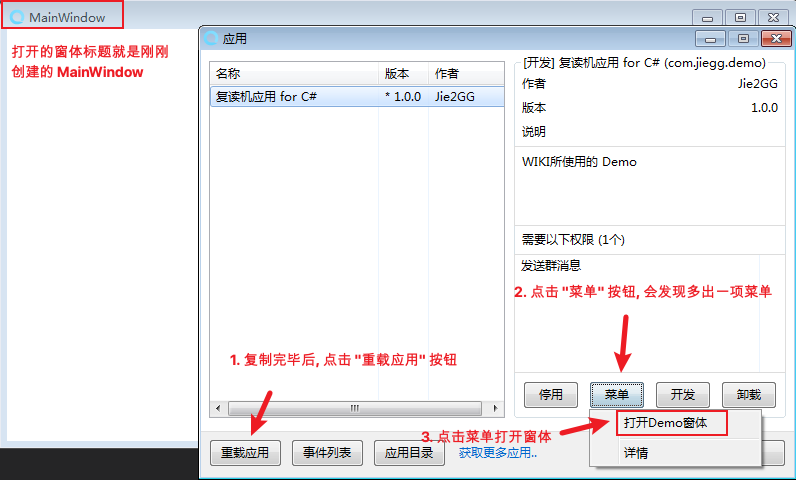 MainWindow
打开的窗体标题就是刚刚
创建的 MainWindow
应用
名称 版本 作者
复读机应用 for C# * 1.0.0 Jie2GG
[开发] 复读机应用 for C# (com.jiegg.demo)
作者 Jie2GG
版本 1.0.0
说明
WIKI所使用的 Demo
需要以下权限 (1个)
发送群消息
2. 点击 "菜单" 按钮, 会发现多出一项菜单
1. 复制完毕后, 点击 "重载应用" 按钮
停用 菜单 开发 卸载
打开Demo窗体
3. 点击菜单打开窗体
重载应用 事件列表 应用目录 获取更多应用..
详情